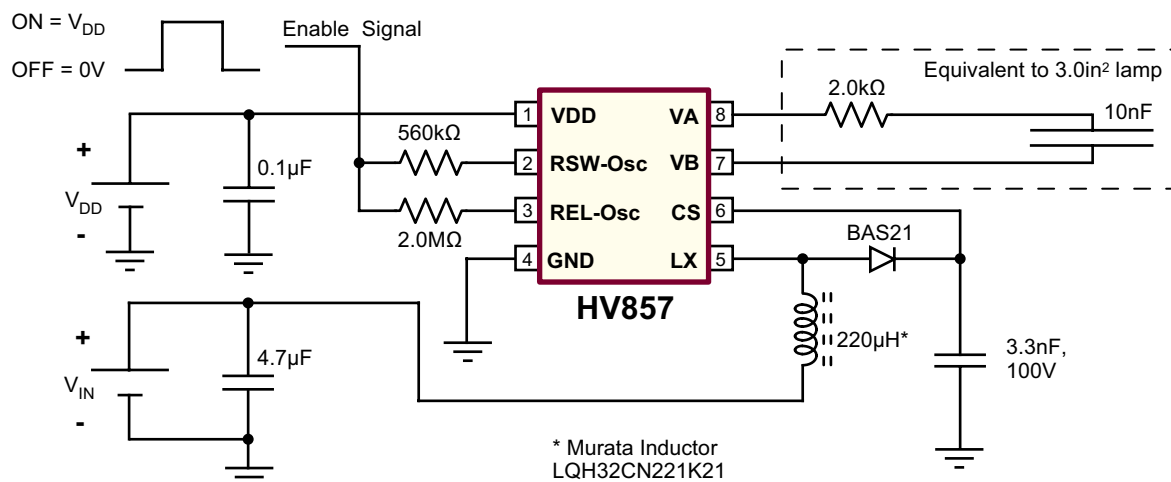 ON = VDD
OFF = 0V
Enable Signal
Equivalent to 3.0in² lamp
2.0kΩ
10nF
1
VDD
VA
8
560kΩ
2
RSW-Osc
VB
7
0.1µF
+
VDD
-
3
REL-Osc
CS
6
2.0MΩ
BAS21
4
GND
LX
5
HV857
+
VIN
-
4.7µF
220µH*
3.3nF,
100V
* Murata Inductor
LQH32CN221K21